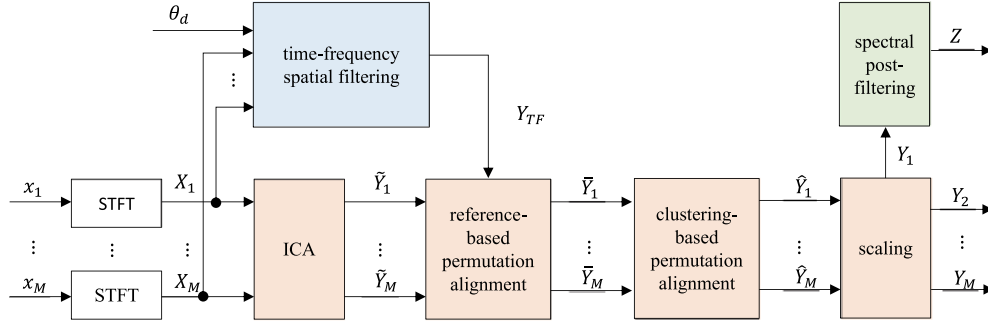 θ_d
time-frequency
spatial filtering
⋮
Y_TF
spectral
post-
filtering
Z
x_1
STFT
X_1
Ỹ_1
Ȳ_1
Ŷ_1
Y_1
Y_2
⋮
⋮
⋮
ICA
⋮
reference-
based
permutation
alignment
⋮
clustering-
based
permutation
alignment
⋮
scaling
⋮
x_M
STFT
X_M
Ỹ_M
Ȳ_M
Ŷ_M
Y_M